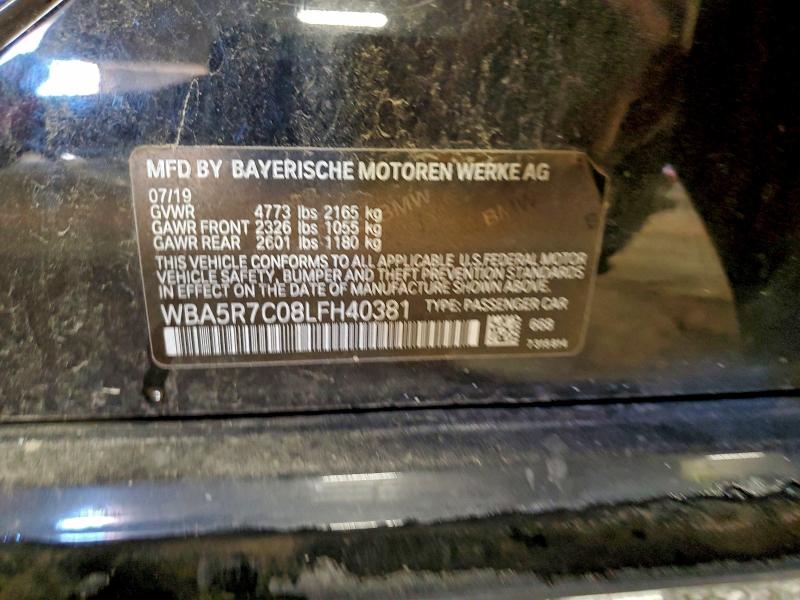 MFD BY BAYERISCHE MOTOREN WERKE AG
07/19
GVWR 4773 lbs 2165 kg
GAWR FRONT 2326 lbs 1055 kg
GAWR REAR 2601 lbs 1180 kg
THIS VEHICLE CONFORMS TO ALL APPLICABLE U.S.FEDERAL MOTOR
VEHICLE SAFETY, BUMPER AND THEFT PREVENTION STANDARDS
IN EFFECT ON THE DATE OF MANUFACTURE SHOWN ABOVE.
WBA5R7C08LFH40381 TYPE: PASSENGER CAR
668
BMW
BMW